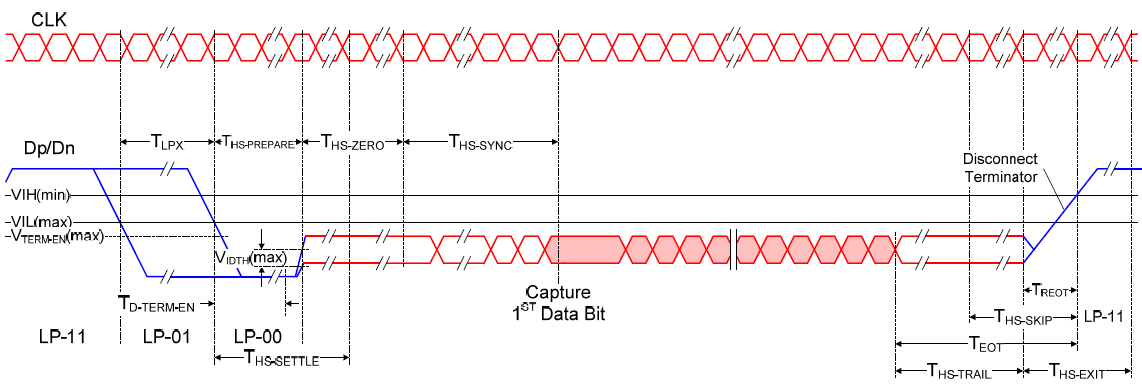 CLK
TLPX THS-PREPARE THS-ZERO THS-SYNC
Dp/Dn
Disconnect
Terminator
VIH(min)
VIL(max)
VTERM-EN(max)
VIDTH(max)
TD-TERM-EN
Capture
1ST Data Bit
TREOT
THS-SKIP LP-11
LP-11 LP-01 LP-00
TEOT
THS-SETTLE
THS-TRAIL THS-EXIT